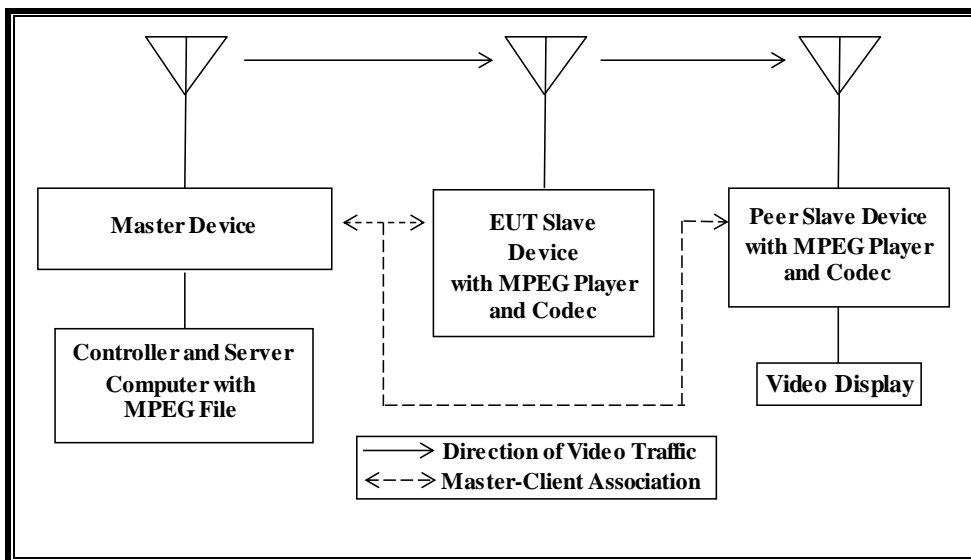 Master Device
EUT Slave
Device
with MPEG Player
and Codec
Peer Slave Device
with MPEG Player
and Codec
Controller and Server
Computer with
MPEG File
Video Display
Direction of Video Traffic
Master-Client Association